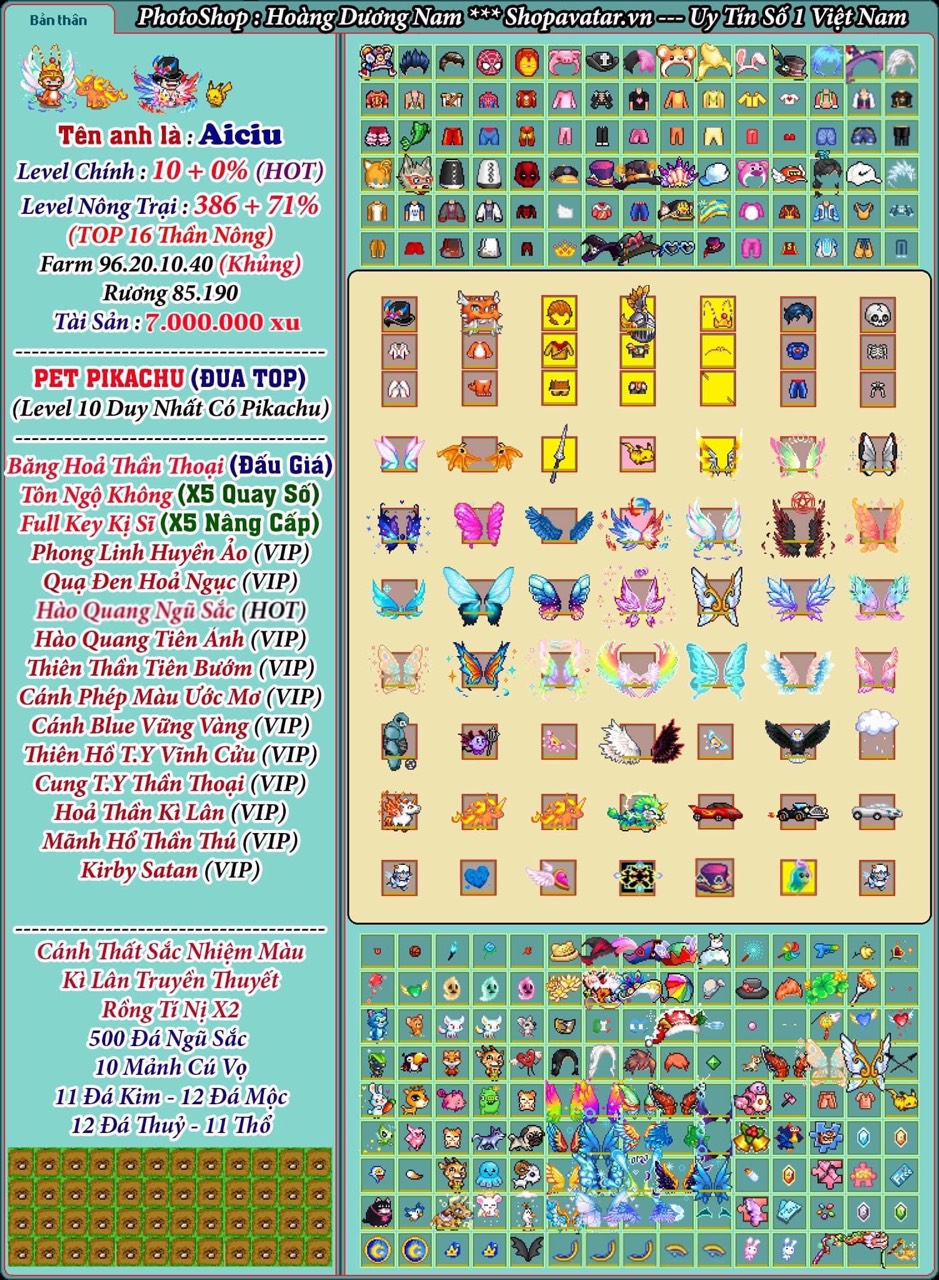 Bản thân
PhotoShop : Hoàng Dương Nam *** Shopavatar.vn --- Uy Tín Số 1 Việt Nam
Tên anh là : Aiciu
Level Chính : 10 + 0% (HOT)
Level Nông Trại : 386 + 71%
(TOP 16 Thần Nông)
Farm 96.20.10.40 (Khủng)
Rương 85.190
Tài Sản : 7.000.000 xu
PET PIKACHU (ĐUA TOP)
(Level 10 Duy Nhất Có Pikachu)
Băng Hoả Thần Thoại (Đấu Giá)
Tôn Ngộ Không (X5 Quay Số)
Full Key Kị Sĩ (X5 Nâng Cấp)
Phong Linh Huyền Ảo (VIP)
Quạ Đen Hoả Ngục (VIP)
Hào Quang Ngũ Sắc (HOT)
Hào Quang Tiên Ánh (VIP)
Thiên Thần Tiên Bướm (VIP)
Cánh Phép Màu Ước Mơ (VIP)
Cánh Blue Vững Vàng (VIP)
Thiên Hồ T.Y Vĩnh Cửu (VIP)
Cung T.Y Thần Thoại (VIP)
Hoả Thần Kì Lân (VIP)
Mãnh Hổ Thần Thú (VIP)
Kirby Satan (VIP)
Cánh Thất Sắc Nhiệm Màu
Kì Lân Truyền Thuyết
Rồng Tí Nị X2
500 Đá Ngũ Sắc
10 Mảnh Cú Vọ
11 Đá Kim - 12 Đá Mộc
12 Đá Thuỷ - 11 Thổ